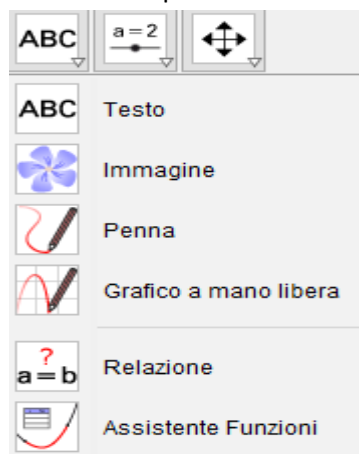 ABC a=2
ABC Testo
Immagine
Penna
Grafico a mano libera
? a=b Relazione
Assistente Funzioni